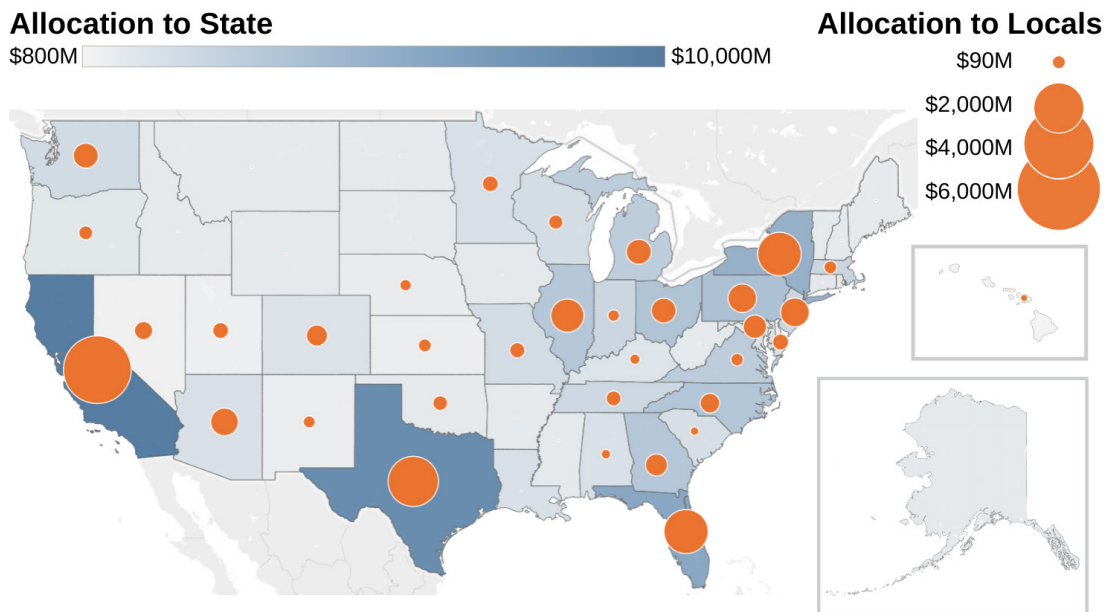 Allocation to State
$800M $10,000M
Allocation to Locals
$90M
$2,000M
$4,000M
$6,000M